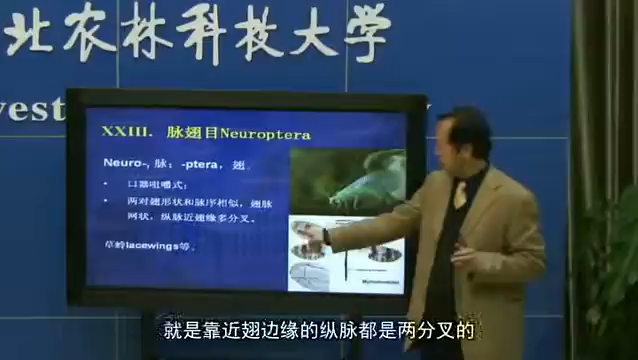 北农林科技大学
vest
y
XXIII. 脉翅目Neuroptera
Neuro-, 脉；-ptera，翅。
• 口器咀嚼式；
• 两对翅形状和脉序相似，翅脉
网状，纵脉近翅缘多分叉。
草蛉lacewings等。
就是靠近翅边缘的纵脉都是两分叉的